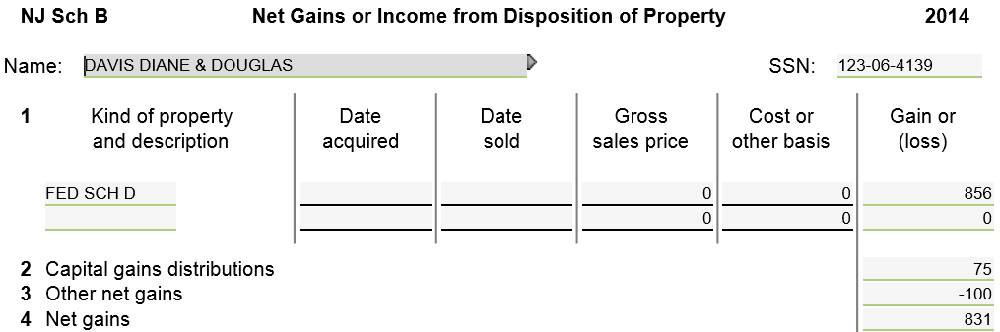 NJ Sch B Net Gains or Income from Disposition of Property 2014
Name: DAVIS DIANE & DOUGLAS SSN: 123-06-4139
1 Kind of property and description Date acquired Date sold Gross sales price Cost or other basis Gain or (loss)
FED SCH D 0 0 856
0 0 0
2 Capital gains distributions 75
3 Other net gains -100
4 Net gains 831